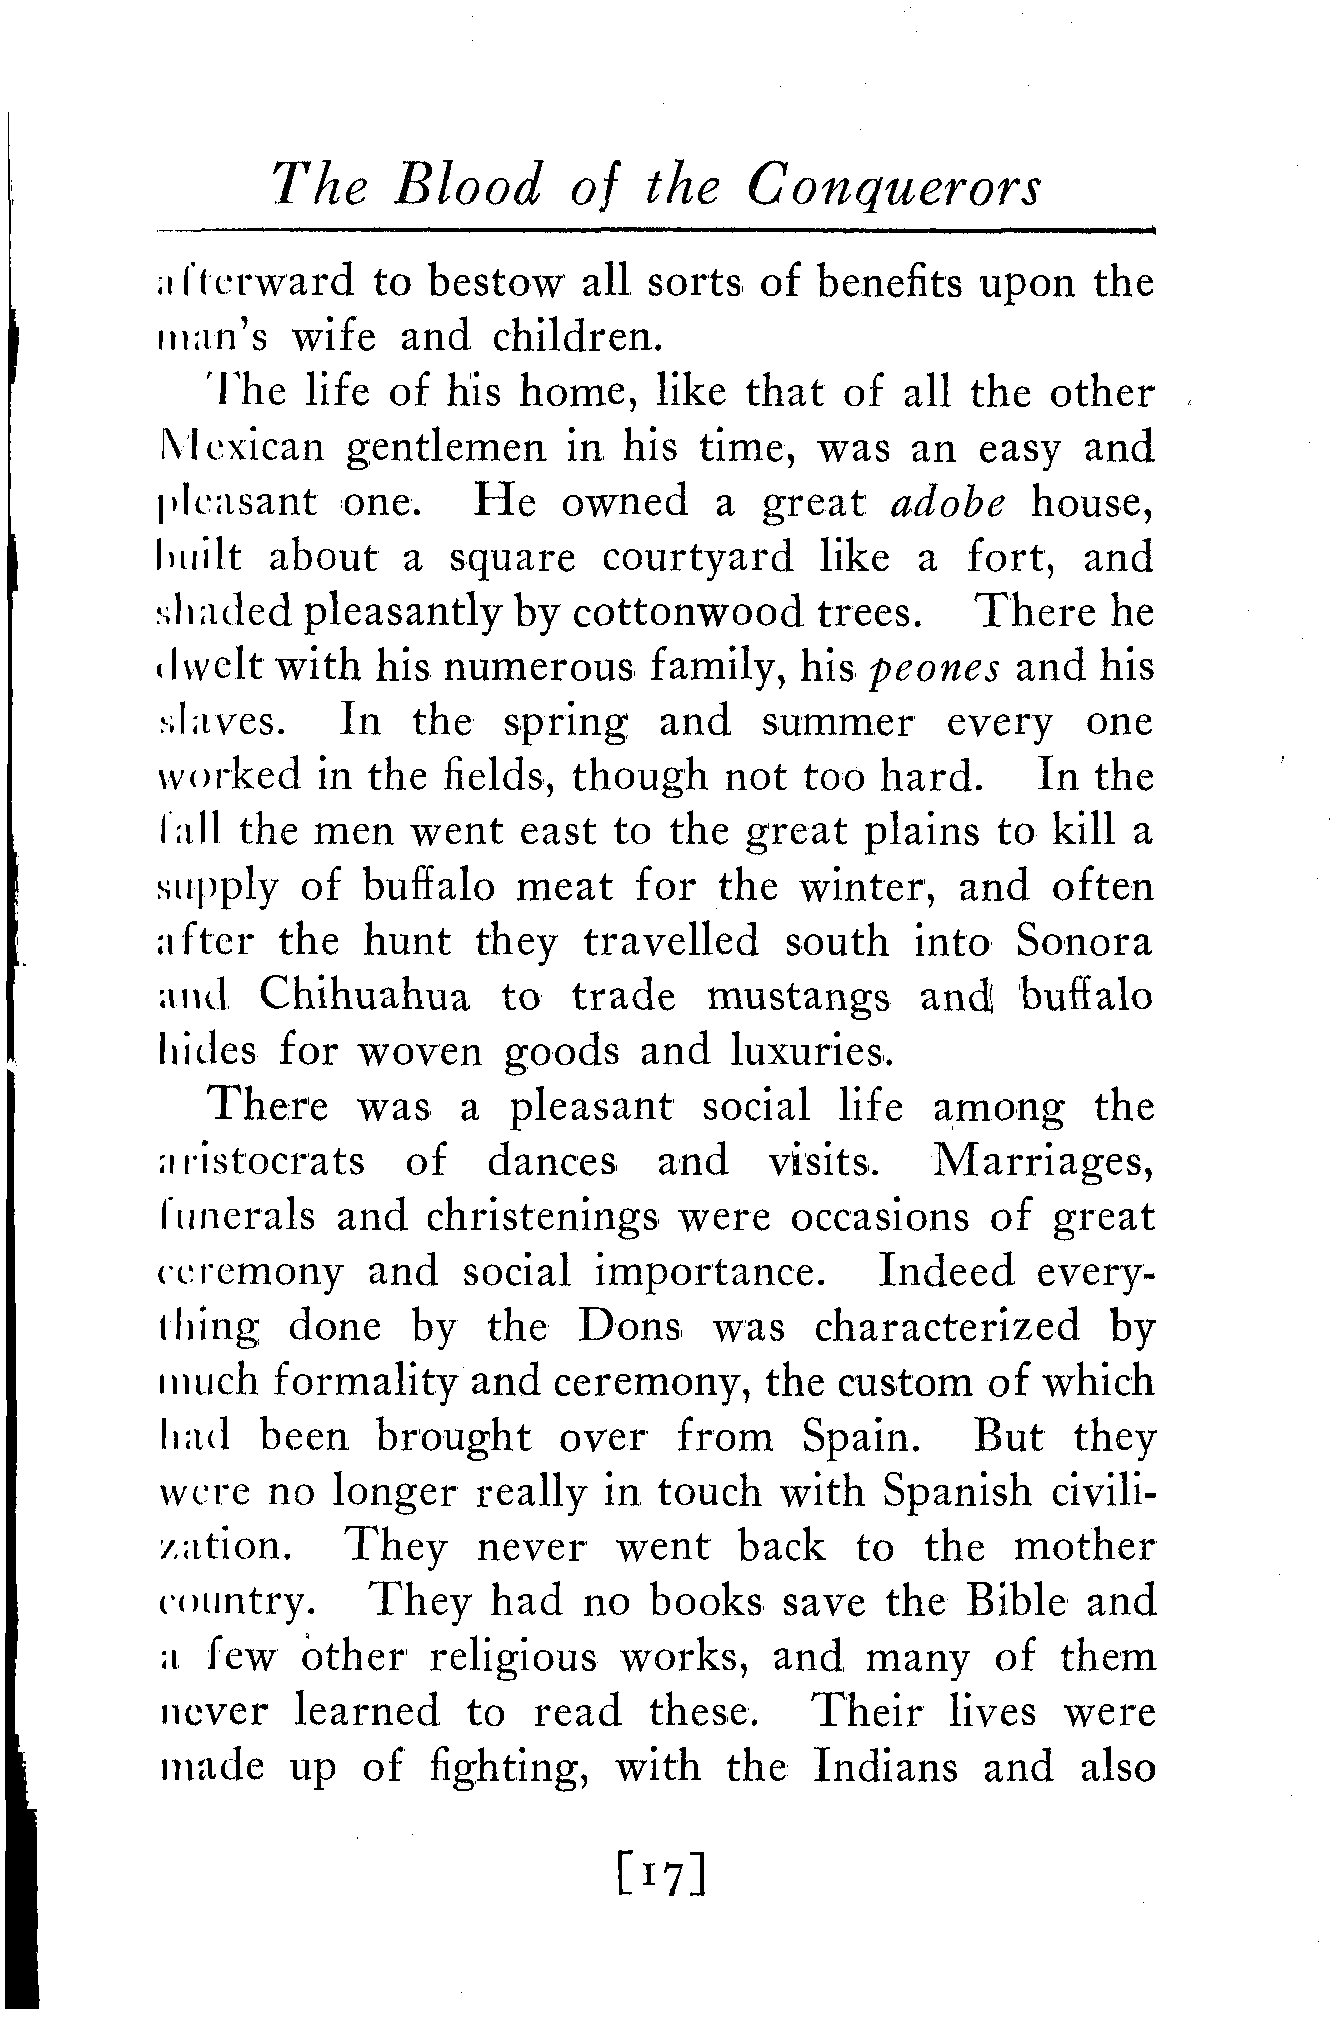 The Blood of the Conquerors
afterward to bestow all sorts of benefits upon the
man's wife and children.
The life of his home, like that of all the other
Mexican gentlemen in his time, was an easy and
pleasant one. He owned a great adobe house,
built about a square courtyard like a fort, and
shaded pleasantly by cottonwood trees. There he
dwelt with his numerous family, his peones and his
slaves. In the spring and summer every one
worked in the fields, though not too hard. In the
fall the men went east to the great plains to kill a
supply of buffalo meat for the winter, and often
after the hunt they travelled south into Sonora
and Chihuahua to trade mustangs and buffalo
hides for woven goods and luxuries.
There was a pleasant social life among the
aristocrats of dances and visits. Marriages,
funerals and christenings were occasions of great
ceremony and social importance. Indeed every-
thing done by the Dons was characterized by
much formality and ceremony, the custom of which
had been brought over from Spain. But they
were no longer really in touch with Spanish civili-
zation. They never went back to the mother
country. They had no books save the Bible and
a few other religious works, and many of them
never learned to read these. Their lives were
made up of fighting, with the Indians and also
[17]